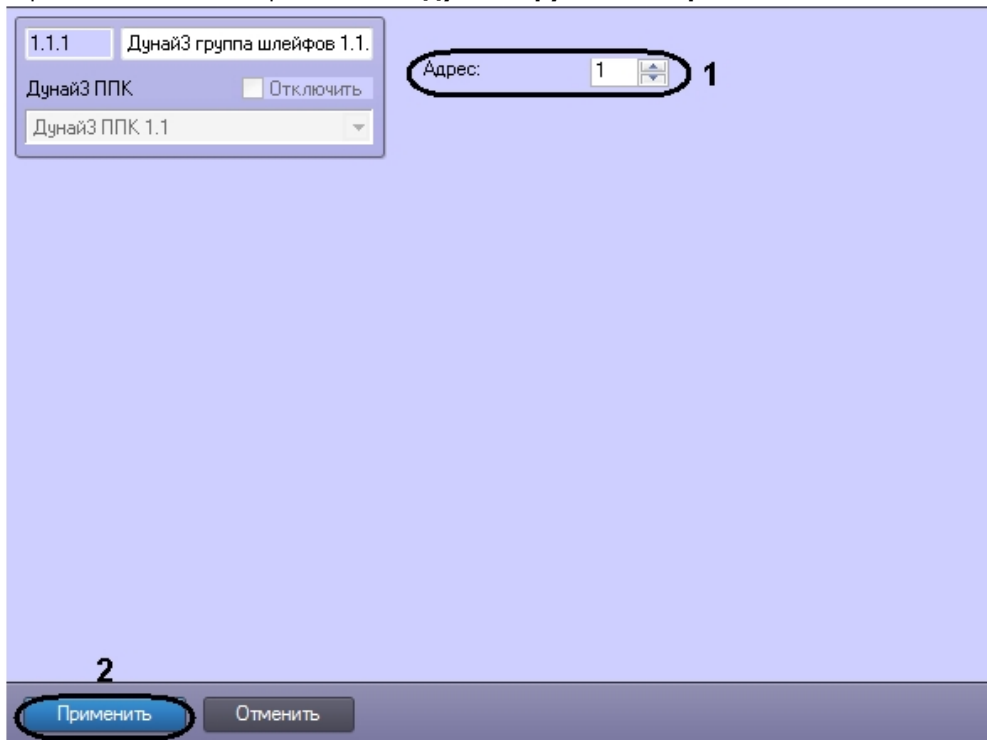 1.1.1 Дунай3 группа шлейфов 1.1.
Адрес: 1 1
Дунай3 ППК Отключить
Дунай3 ППК 1.1
2
Применить Отменить